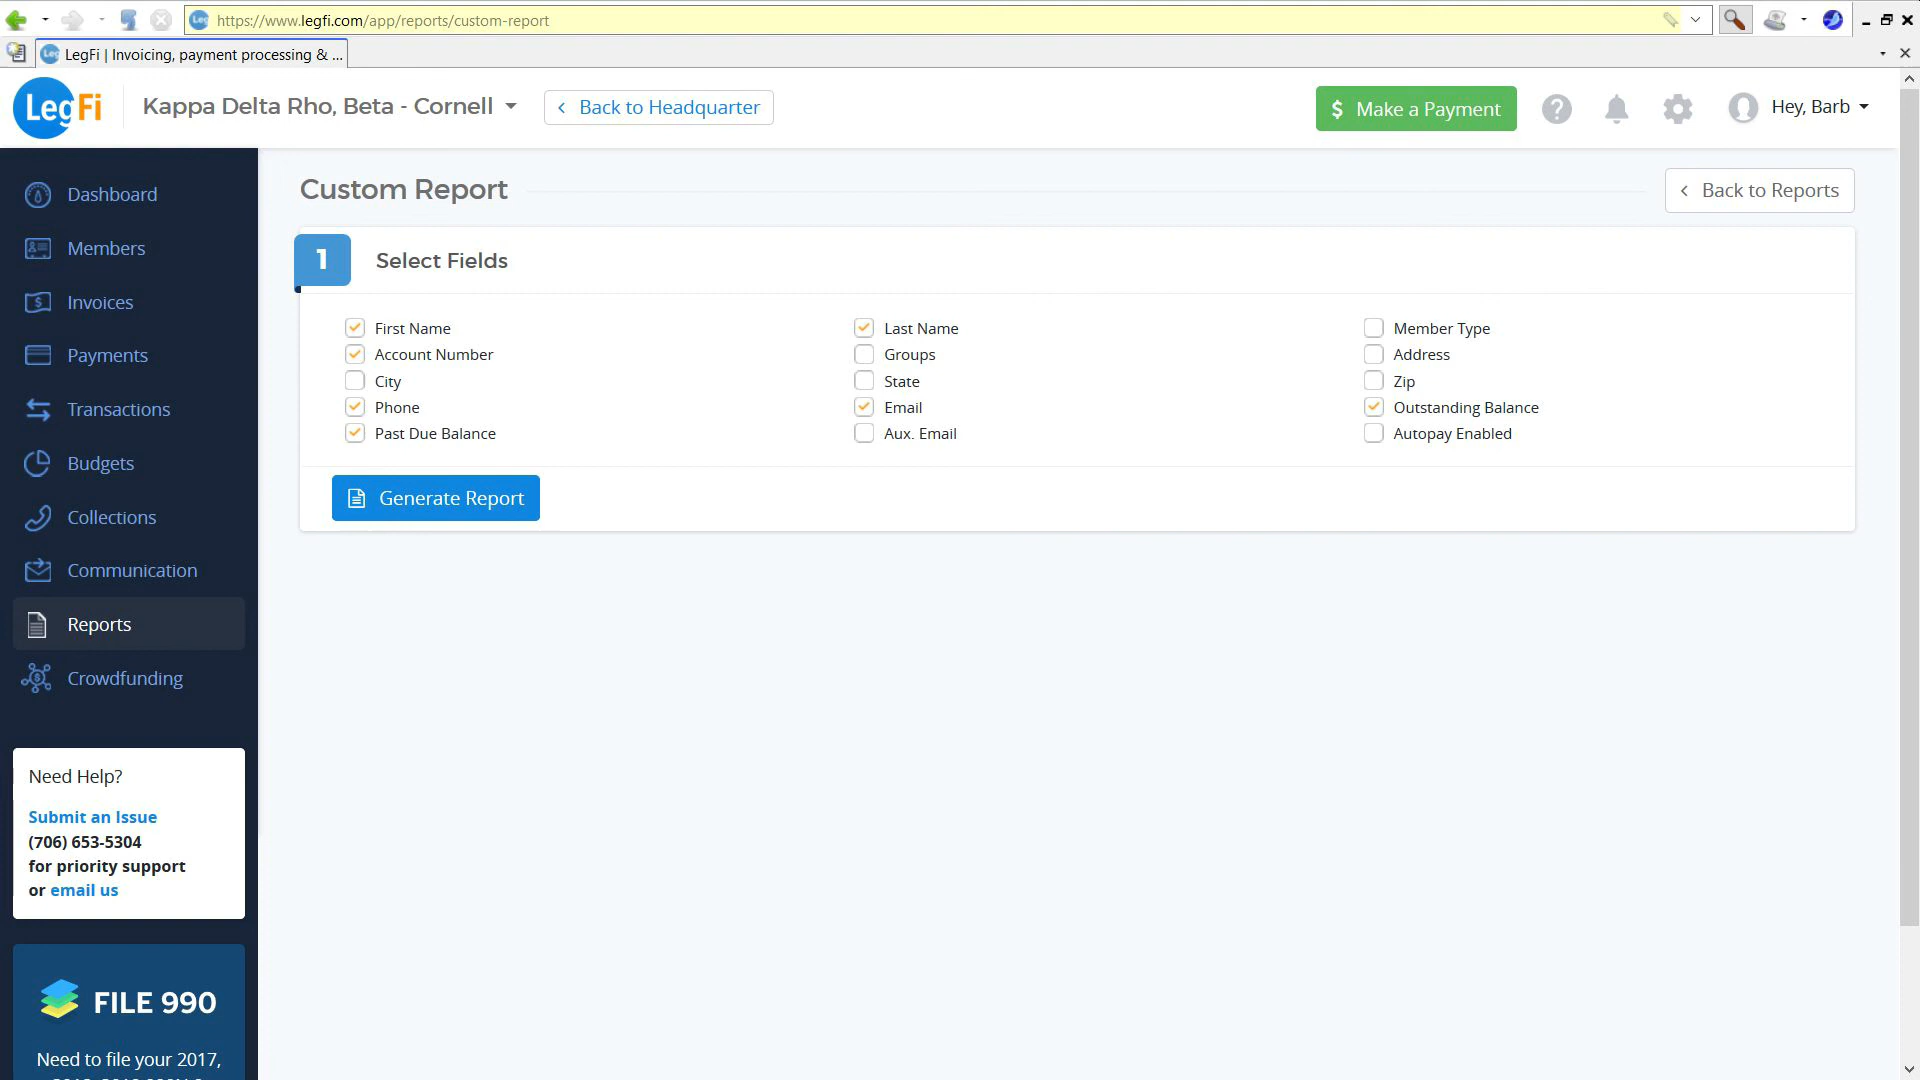 https://www.legfi.com/app/reports/custom-report
LegFi | Invoicing, payment processing & ...
LegFi
Kappa Delta Rho, Beta - Cornell
Back to Headquarter
$ Make a Payment
?
Hey, Barb
Dashboard
Members
Invoices
Payments
Transactions
Budgets
Collections
Communication
Reports
Crowdfunding
Need Help?
Submit an Issue
(706) 653-5304
for priority support
or email us
FILE 990
Need to file your 2017,
Custom Report
Back to Reports
1 Select Fields
First Name Last Name Member Type
Account Number Groups Address
City State Zip
Phone Email Outstanding Balance
Past Due Balance Aux. Email Autopay Enabled
Generate Report